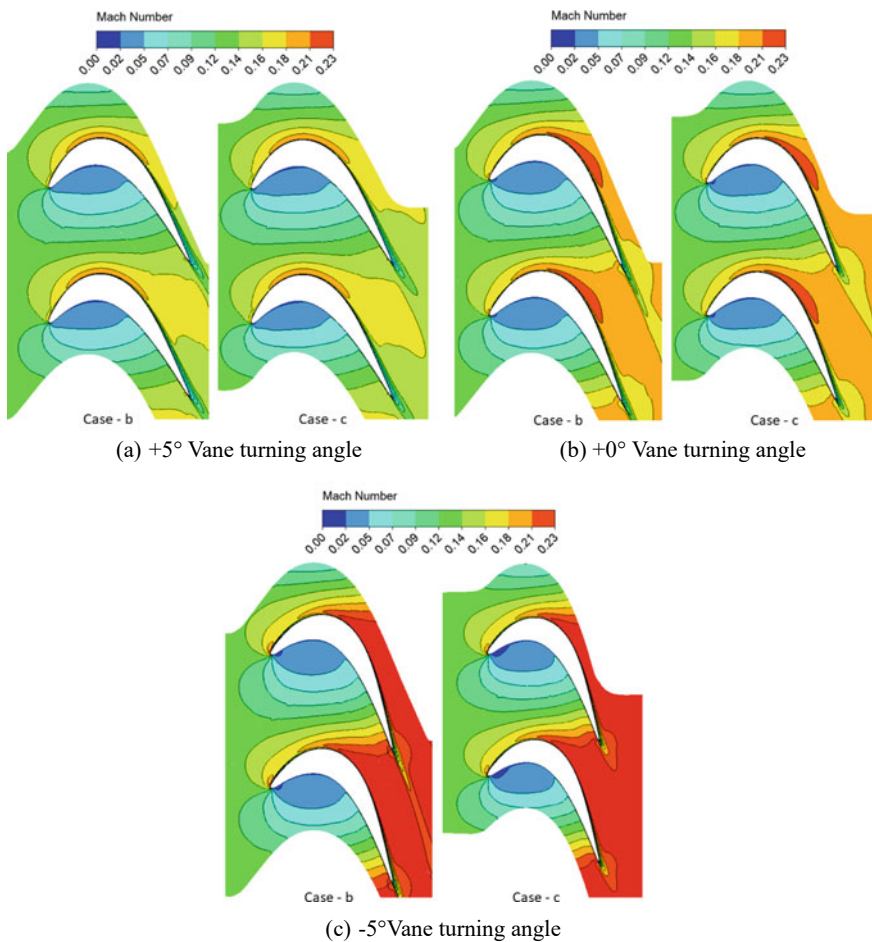 Mach Number
0.00 0.02 0.05 0.07 0.09 0.12 0.14 0.16 0.18 0.21 0.23
Case - b
Case - c
(a) +5° Vane turning angle
Mach Number
0.00 0.02 0.05 0.07 0.09 0.12 0.14 0.16 0.18 0.21 0.23
Case - b
Case - c
(b) +0° Vane turning angle
Mach Number
0.00 0.02 0.05 0.07 0.09 0.12 0.14 0.16 0.18 0.21 0.23
Case - b
Case - c
(c) -5°Vane turning angle